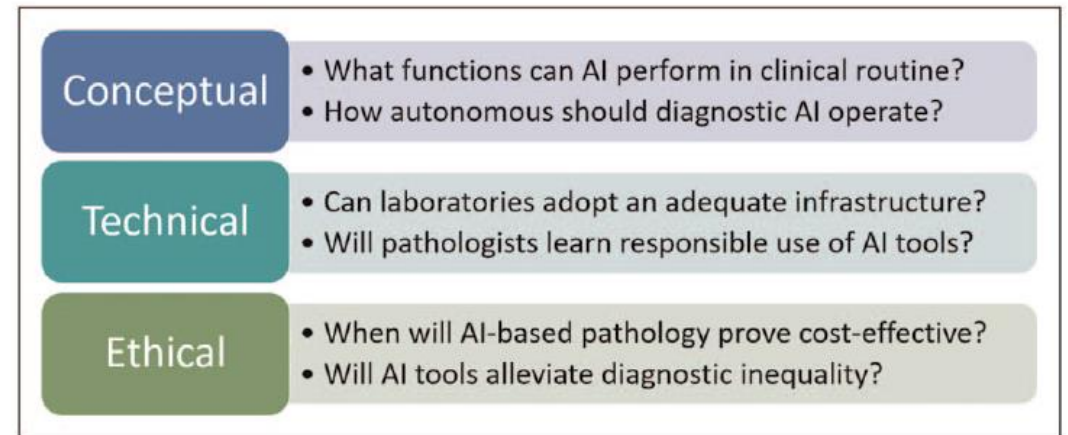 Conceptual
• What functions can AI perform in clinical routine?
• How autonomous should diagnostic AI operate?
Technical
• Can laboratories adopt an adequate infrastructure?
• Will pathologists learn responsible use of AI tools?
Ethical
• When will AI-based pathology prove cost-effective?
• Will AI tools alleviate diagnostic inequality?